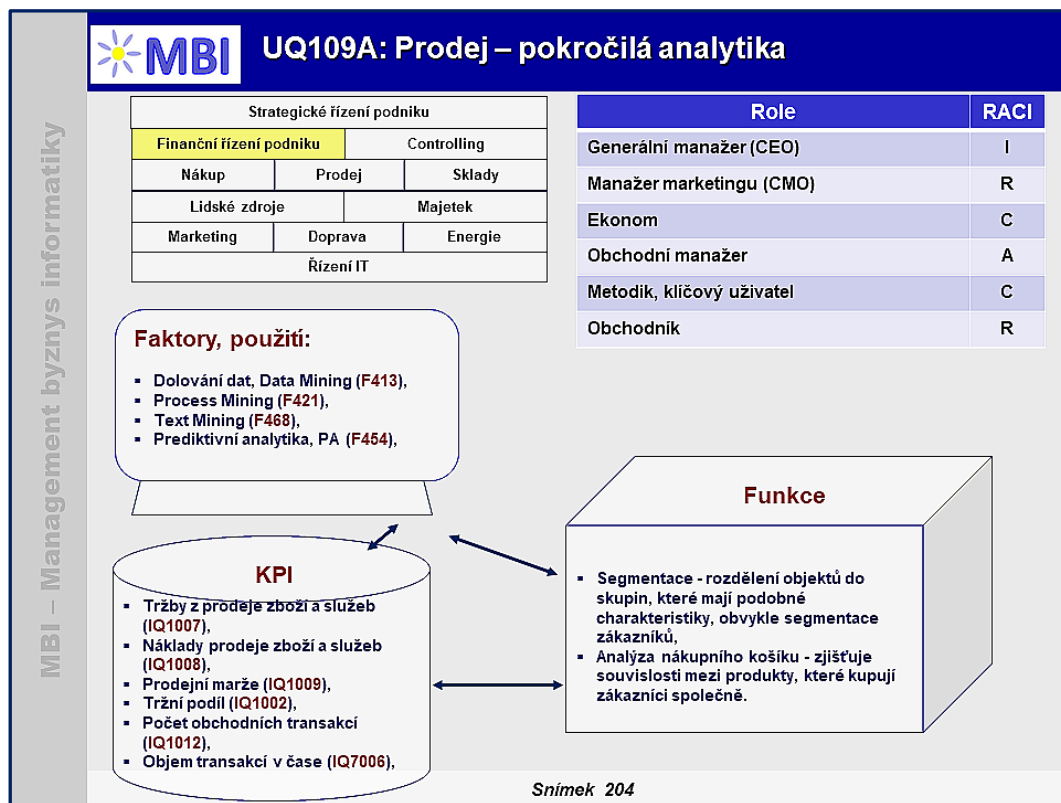 MBI – Management byznys informatiky
MBI
UQ109A: Prodej – pokročilá analytika
Strategické řízení podniku
Finanční řízení podniku
Controlling
Nákup
Prodej
Sklady
Lidské zdroje
Majetek
Marketing
Doprava
Energie
Řízení IT
Role RACI
Generální manažer (CEO) I
Manažer marketingu (CMO) R
Ekonom C
Obchodní manažer A
Metodik, klíčový uživatel C
Obchodník R
Faktory, použití:
▪ Dolování dat, Data Mining (F413),
▪ Process Mining (F421),
▪ Text Mining (F468),
▪ Prediktivní analytika, PA (F454),
KPI
▪ Tržby z prodeje zboží a služeb
(IQ1007),
▪ Náklady prodeje zboží a služeb
(IQ1008),
▪ Prodejní marže (IQ1009),
▪ Tržní podíl (IQ1002),
▪ Počet obchodních transakcí
(IQ1012),
▪ Objem transakcí v čase (IQ7006),
Funkce
▪ Segmentace - rozdělení objektů do
skupin, které mají podobné
charakteristiky, obvykle segmentace
zákazníků,
▪ Analýza nákupního košíku - zjišťuje
souvislosti mezi produkty, které kupují
zákazníci společně.
Snímek 204